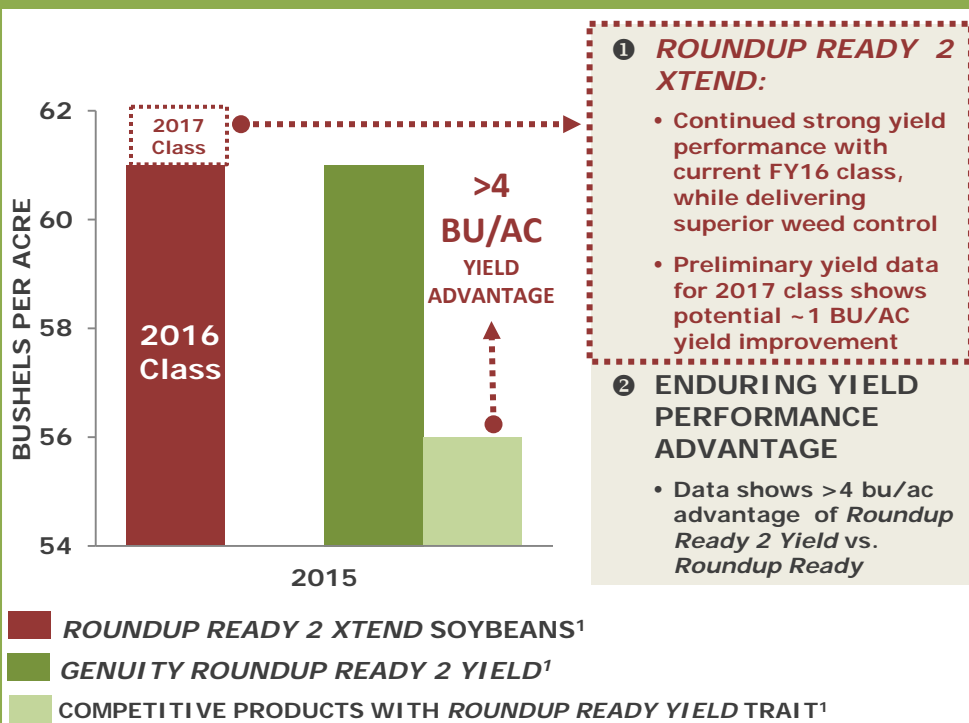 BUSHELS PER ACRE
62
60
58
56
54
2017
Class
2016
Class
>4
BU/AC
YIELD
ADVANTAGE
2015
❶ ROUNDUP READY 2
XTEND:
• Continued strong yield
performance with
current FY16 class,
while delivering
superior weed control
• Preliminary yield data
for 2017 class shows
potential ~1 BU/AC
yield improvement
❷ ENDURING YIELD
PERFORMANCE
ADVANTAGE
• Data shows >4 bu/ac
advantage of Roundup
Ready 2 Yield vs.
Roundup Ready
ROUNDUP READY 2 XTEND SOYBEANS¹
GENUITY ROUNDUP READY 2 YIELD¹
COMPETITIVE PRODUCTS WITH ROUNDUP READY YIELD TRAIT¹